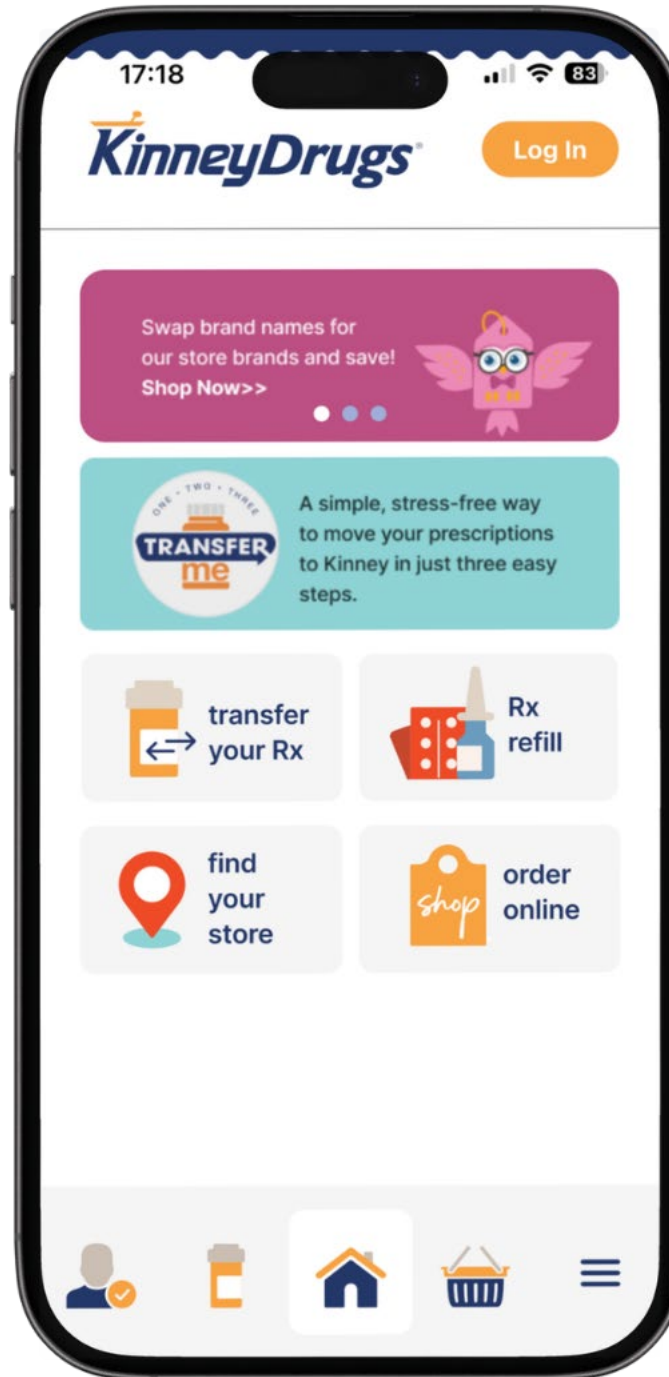 17:18
83
KinneyDrugs®
Log In
Swap brand names for
our store brands and save!
Shop Now>>
ONE • TWO • THREE
TRANSFER
me
A simple, stress-free way
to move your prescriptions
to Kinney in just three easy
steps.
transfer
your Rx
Rx
refill
find
your
store
shop
order
online